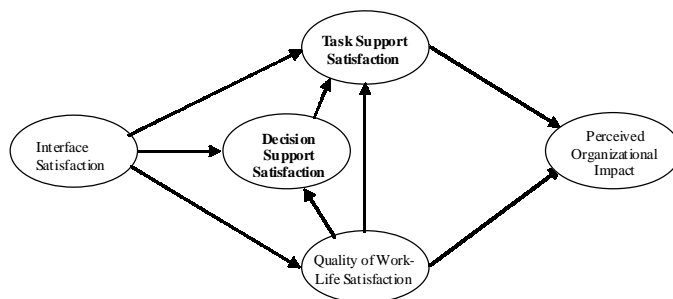 Task Support
Satisfaction
Interface
Satisfaction
Decision
Support
Satisfaction
Perceived
Organizational
Impact
Quality of Work-
Life Satisfaction